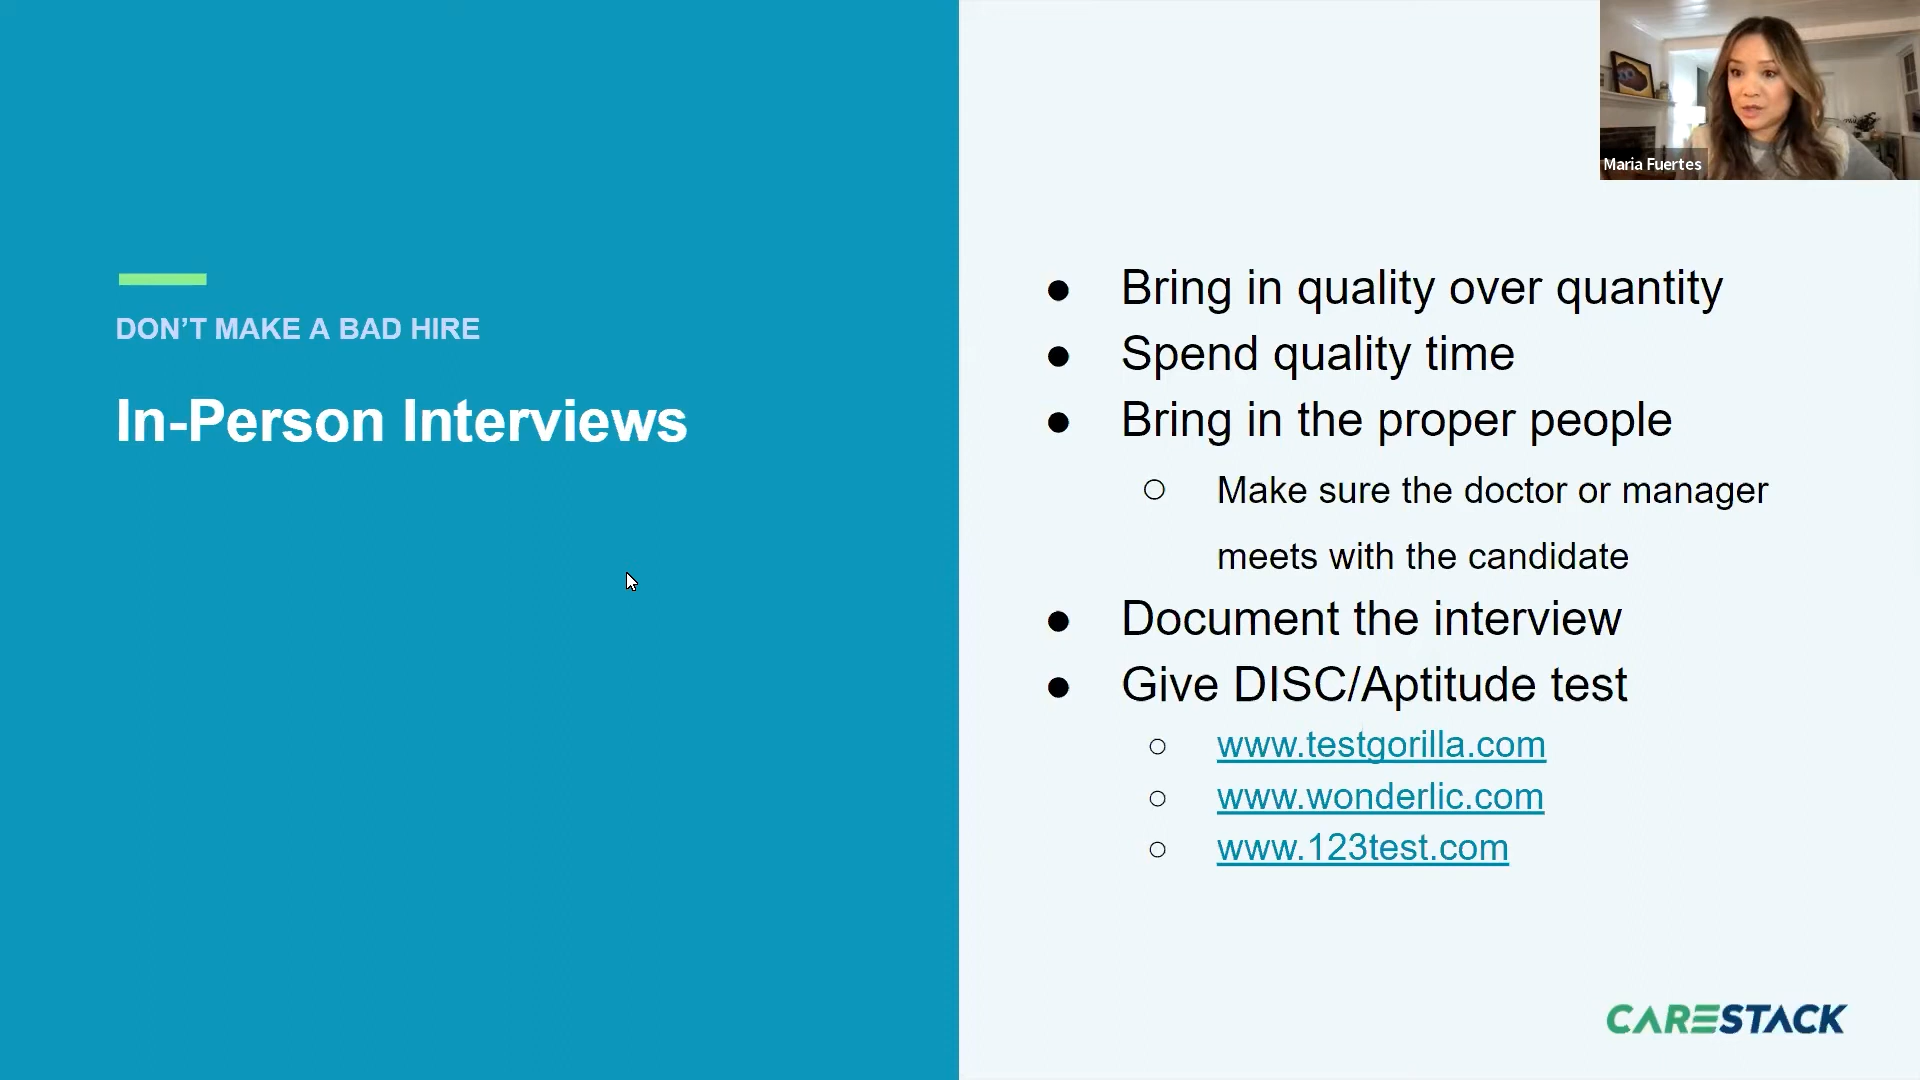 Maria Fuertes
DON'T MAKE A BAD HIRE
In-Person Interviews
● Bring in quality over quantity
● Spend quality time
● Bring in the proper people
○ Make sure the doctor or manager
meets with the candidate
● Document the interview
● Give DISC/Aptitude test
○ www.testgorilla.com
○ www.wonderlic.com
○ www.123test.com
CARESTACK